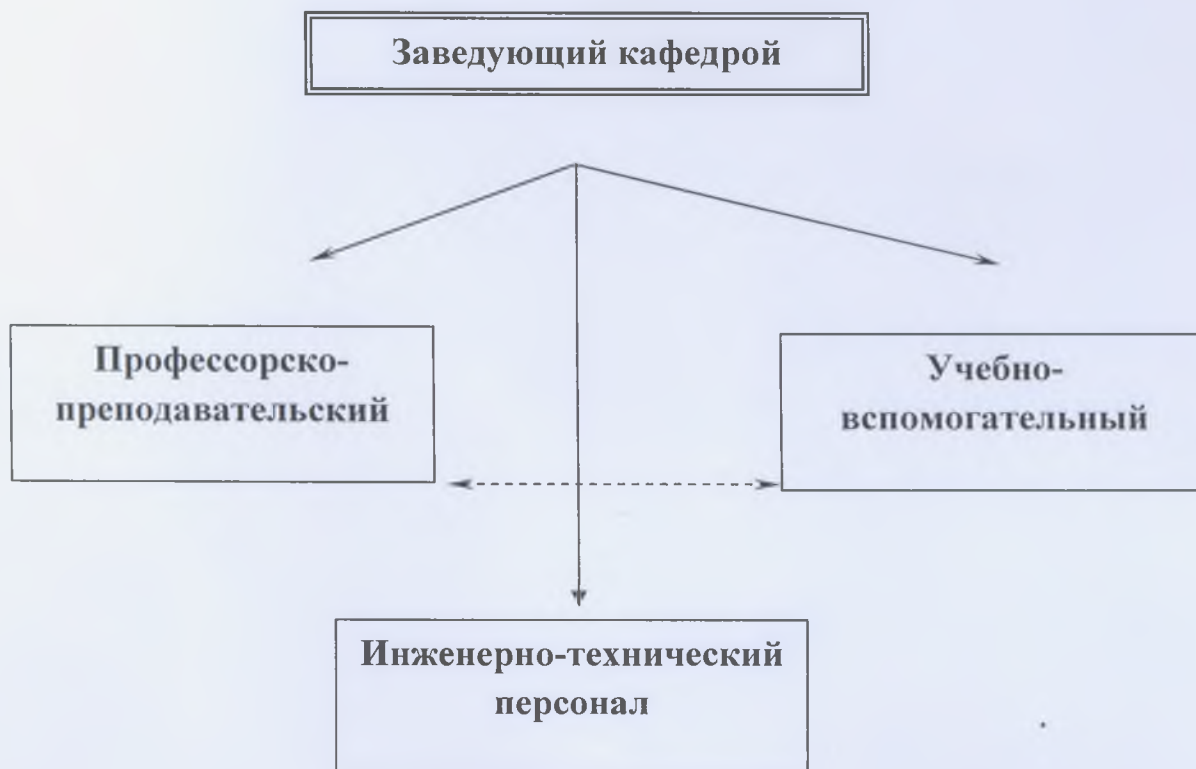 Заведующий кафедрой
Профессорско-
преподавательский
Учебно-
вспомогательный
Инженерно-технический
персонал